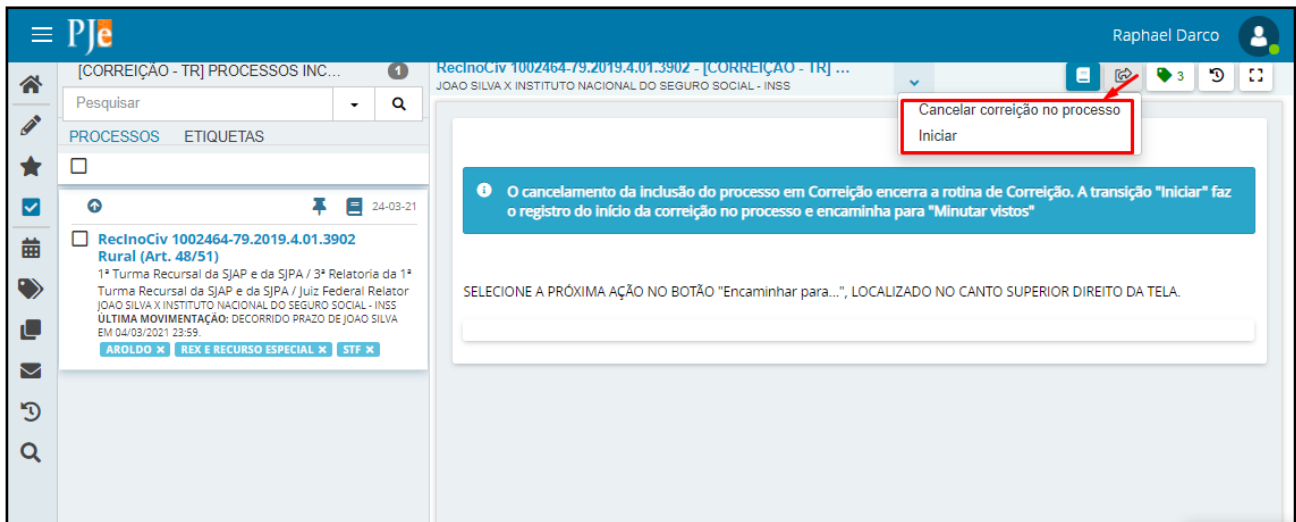 PJe
Raphael Darco
[CORREIÇÃO - TR] PROCESSOS INC... 1
Pesquisar
PROCESSOS ETIQUETAS
24-03-21
RecInoCiv 1002464-79.2019.4.01.3902
Rural (Art. 48/51)
1ª Turma Recursal da SJAP e da SJPA / 3ª Relatoria da 1ª
Turma Recursal da SJAP e da SJPA / Juiz Federal Relator
JOAO SILVA X INSTITUTO NACIONAL DO SEGURO SOCIAL - INSS
ÚLTIMA MOVIMENTAÇÃO: DECORRIDO PRAZO DE JOAO SILVA
EM 04/03/2021 23:59.
AROLDO × REX E RECURSO ESPECIAL × STF ×
RecInoCiv 1002464-79.2019.4.01.3902 - [CORREIÇÃO - TR] ...
JOAO SILVA X INSTITUTO NACIONAL DO SEGURO SOCIAL - INSS
3
Cancelar correição no processo
Iniciar
O cancelamento da inclusão do processo em Correição encerra a rotina de Correição. A transição "Iniciar" faz
o registro do início da correição no processo e encaminha para "Minutar vistos"
SELECIONE A PRÓXIMA AÇÃO NO BOTÃO "Encaminhar para...", LOCALIZADO NO CANTO SUPERIOR DIREITO DA TELA.